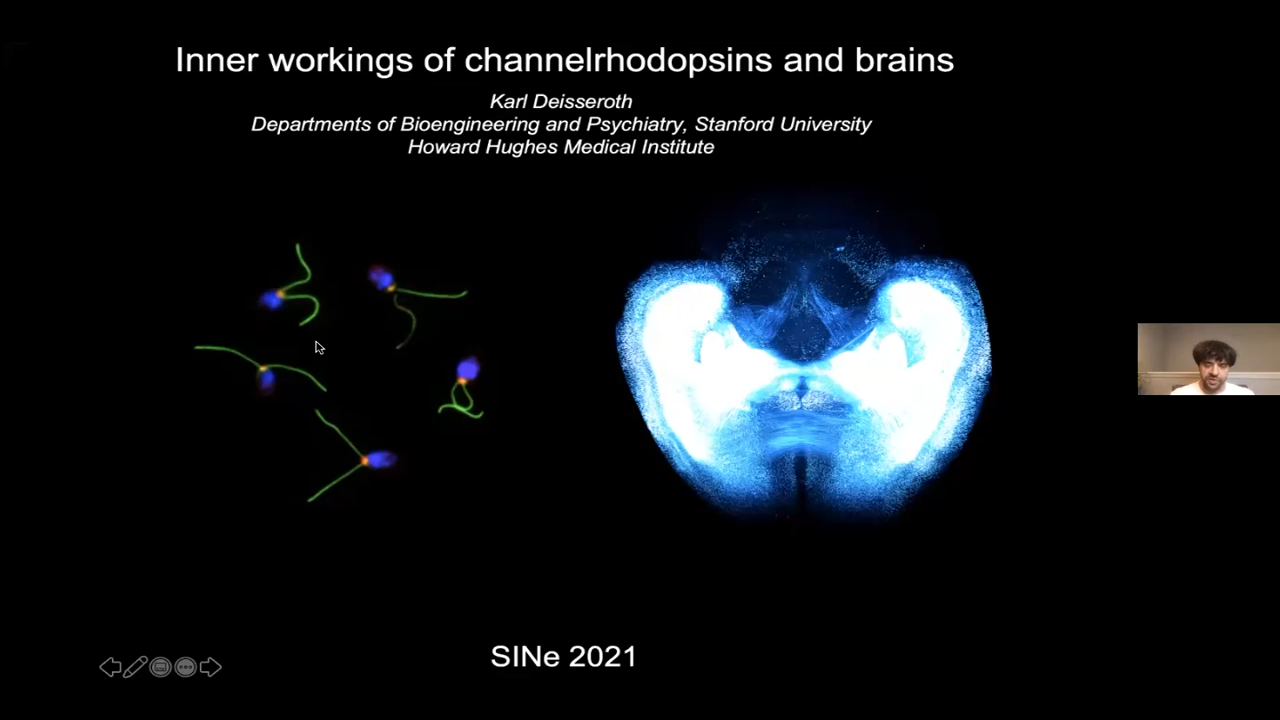 Inner workings of channelrhodopsins and brains
Karl Deisseroth
Departments of Bioengineering and Psychiatry, Stanford University
Howard Hughes Medical Institute
SINe 2021